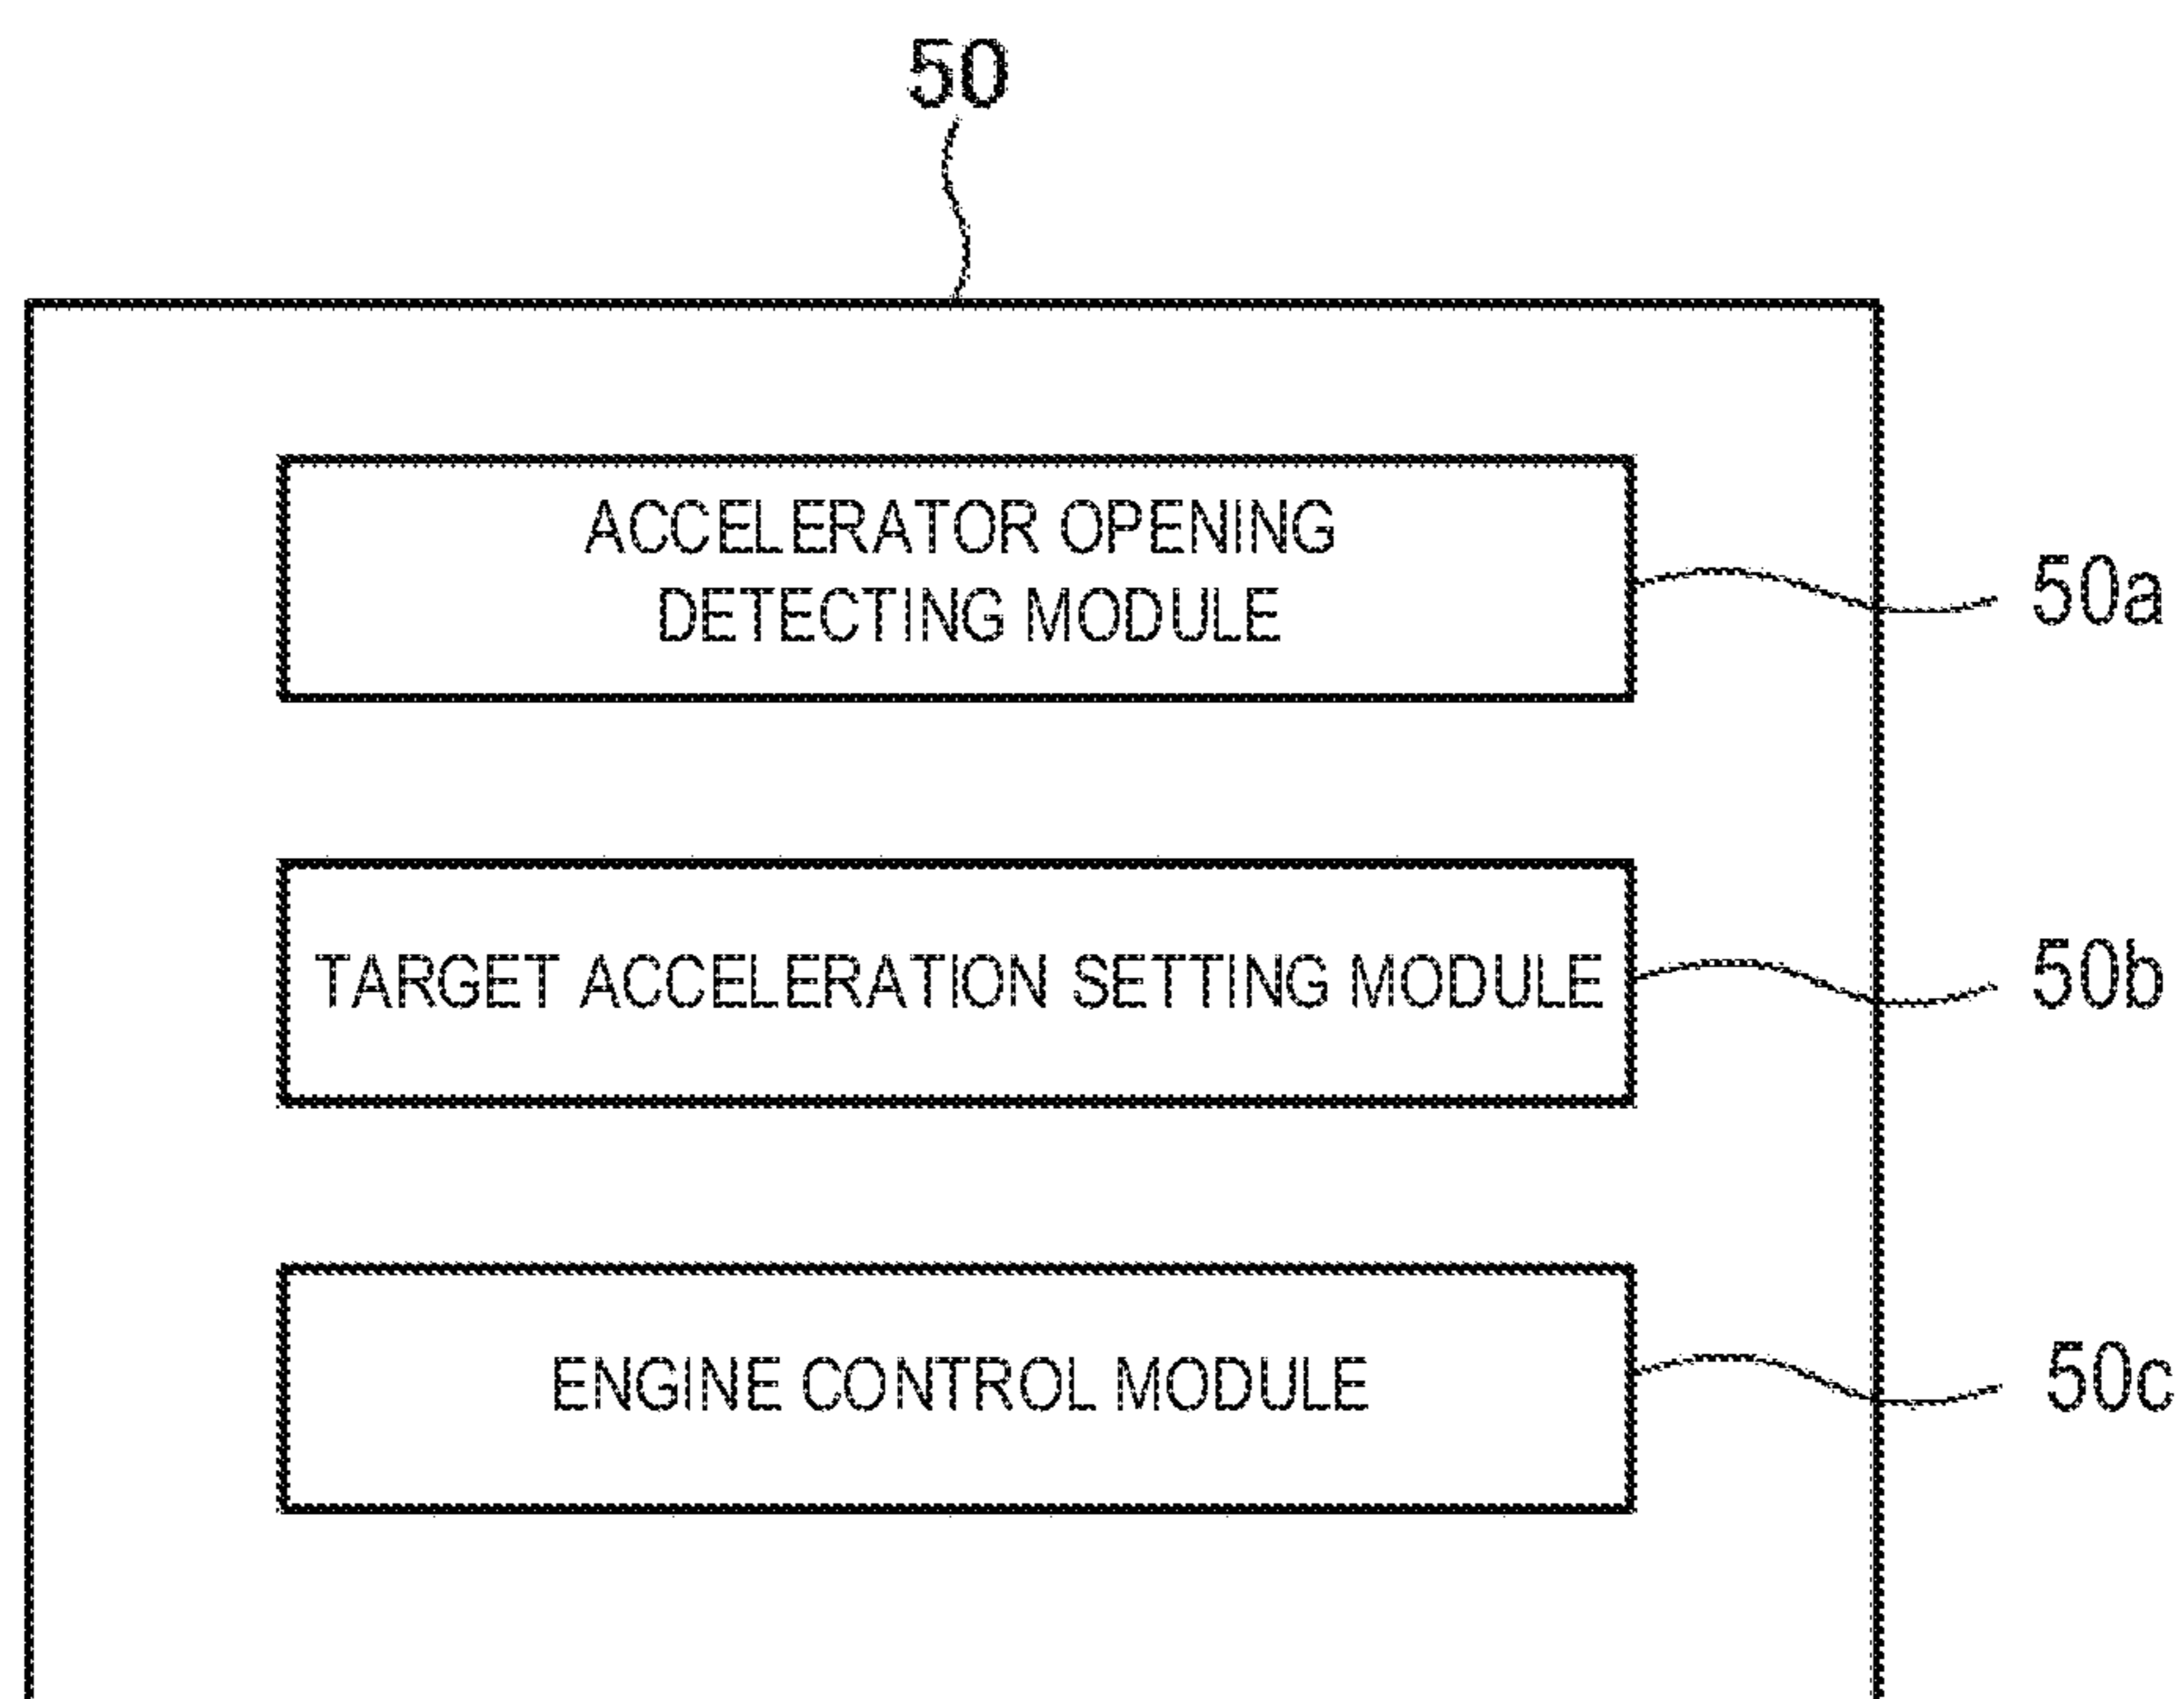 50
ACCELERATOR OPENING
DETECTING MODULE
50a
TARGET ACCELERATION SETTING MODULE
50b
ENGINE CONTROL MODULE
50c